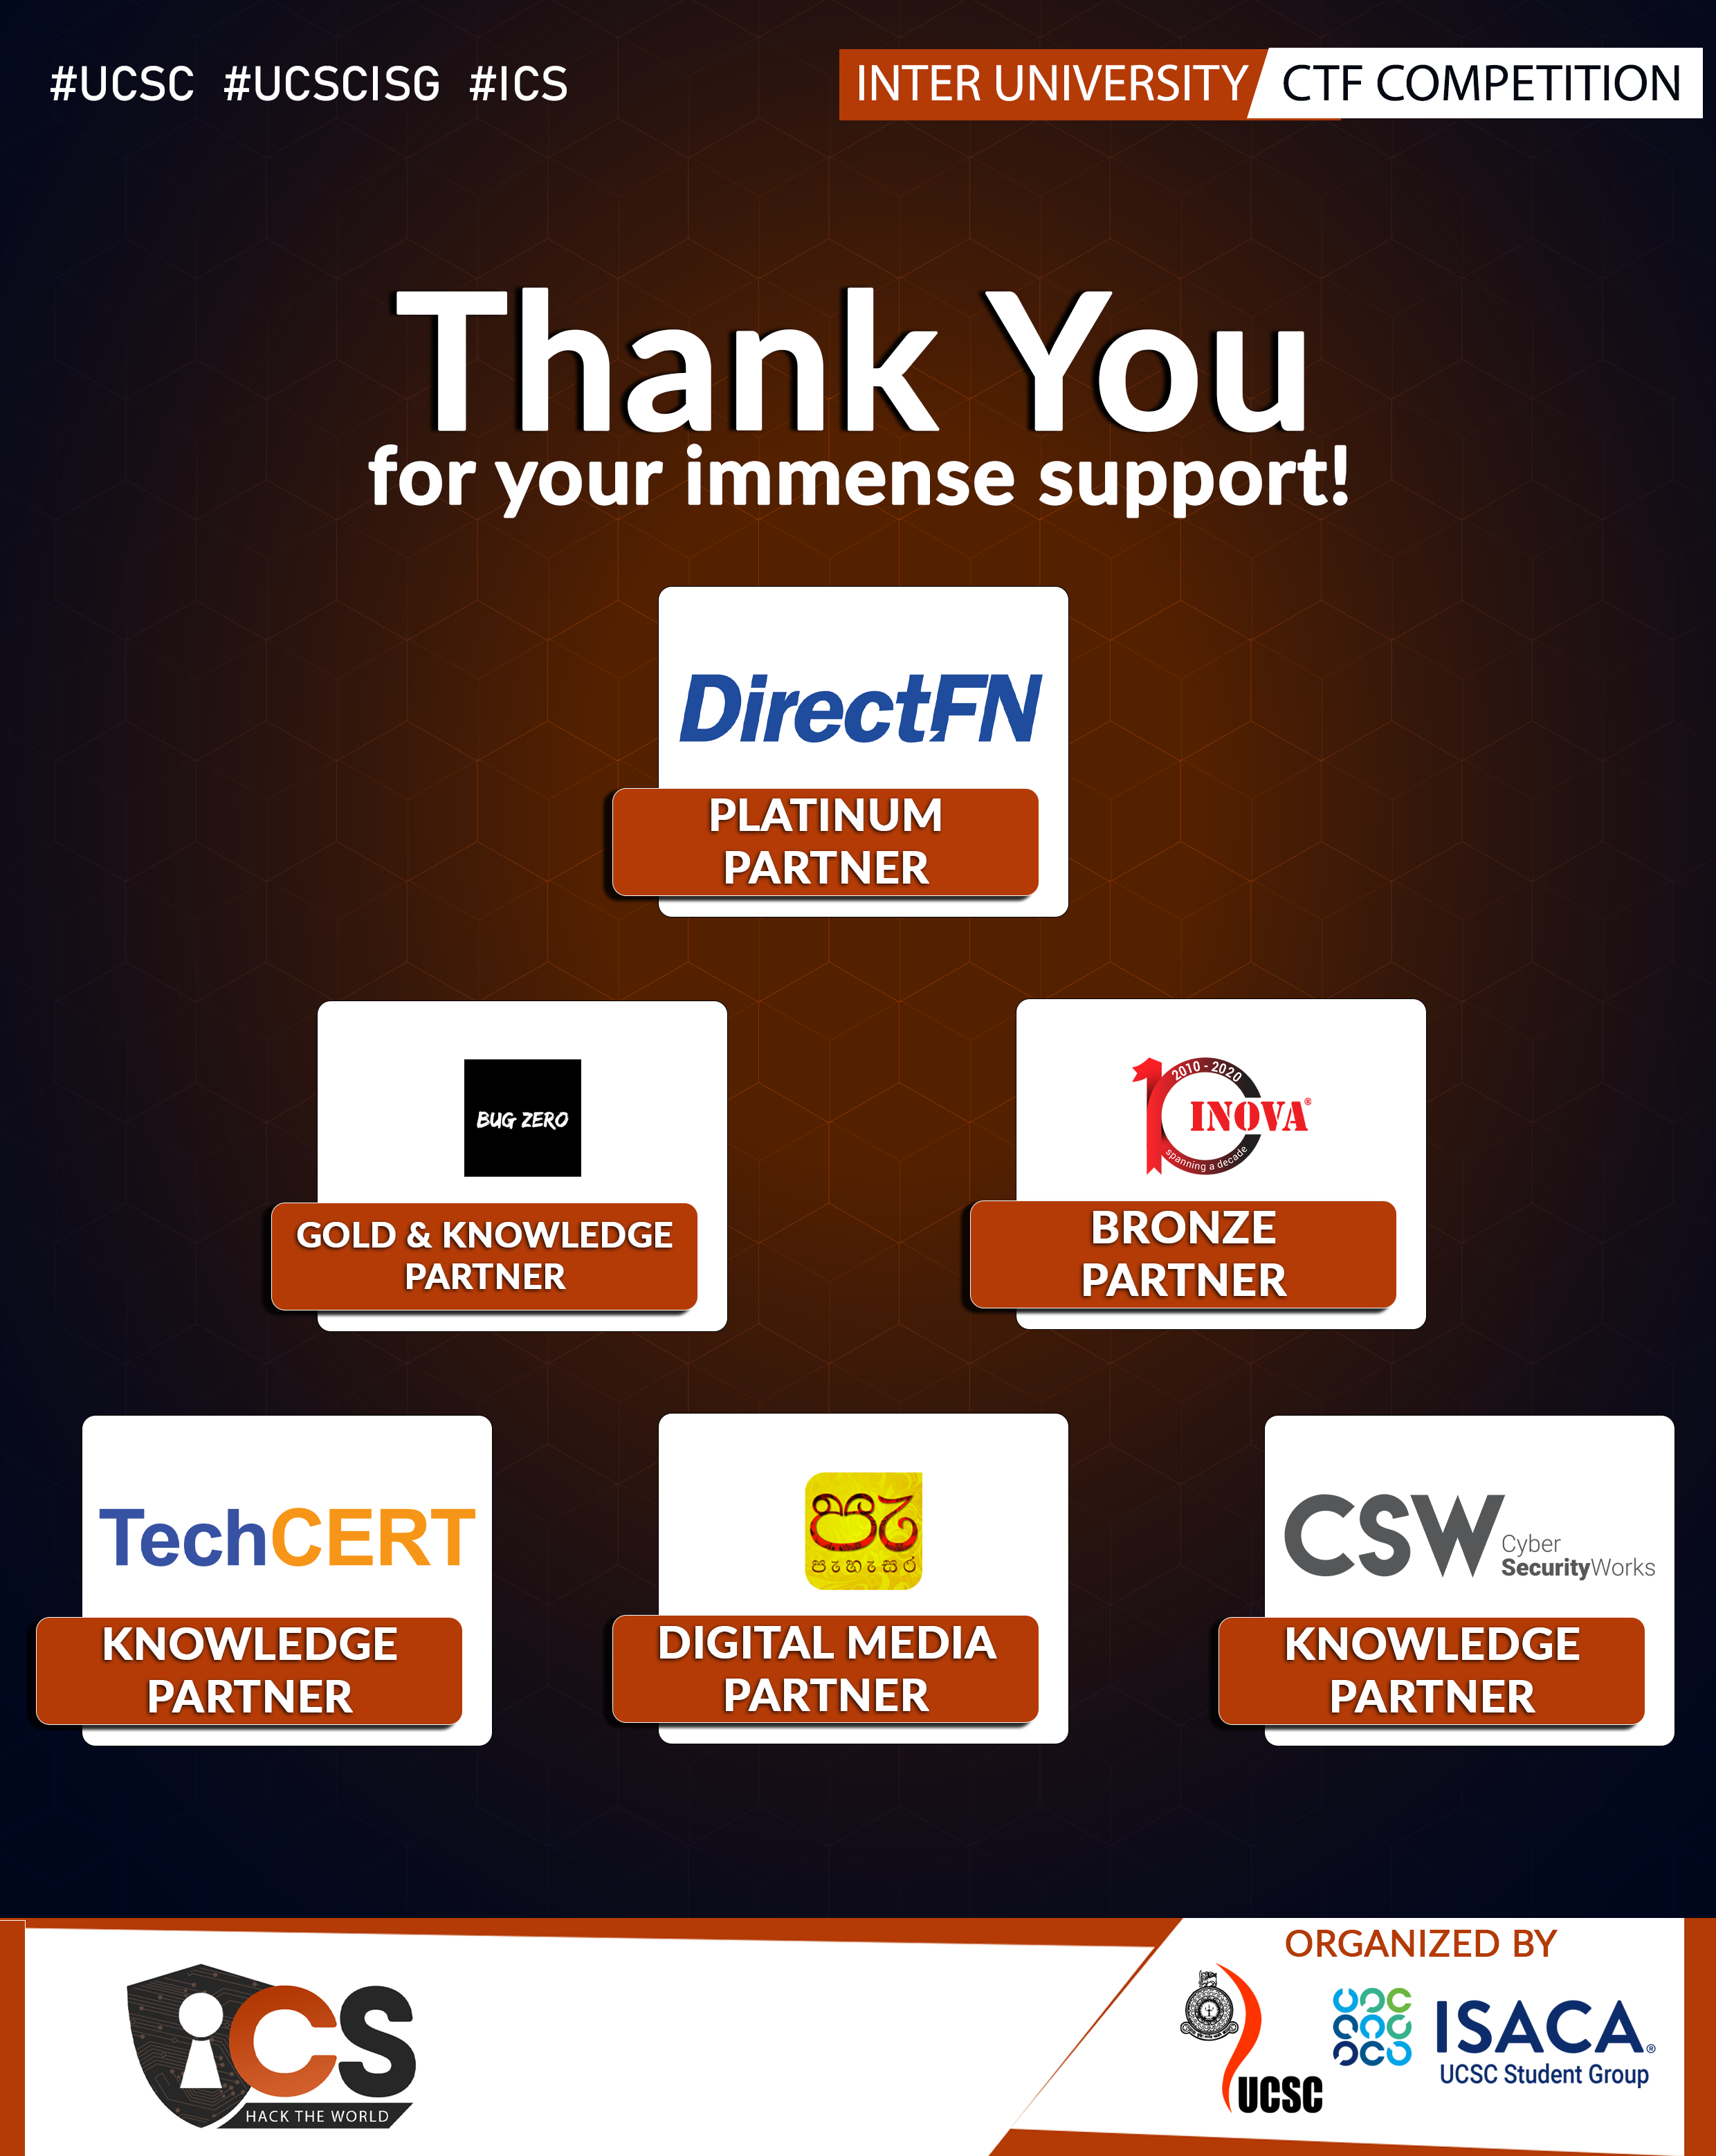 #UCSC #UCSCISG #ICS
INTER UNIVERSITY CTF COMPETITION
Thank You
for your immense support!
DirectFN
PLATINUM
PARTNER
BUG ZERO
GOLD & KNOWLEDGE
PARTNER
2010 - 2020
INOVA®
spanning a decade
BRONZE
PARTNER
TechCERT
KNOWLEDGE
PARTNER
පැ
පැහැසර
DIGITAL MEDIA
PARTNER
CSW
Cyber
SecurityWorks
KNOWLEDGE
PARTNER
iCS
HACK THE WORLD
ORGANIZED BY
UCSC
ISACA®
UCSC Student Group